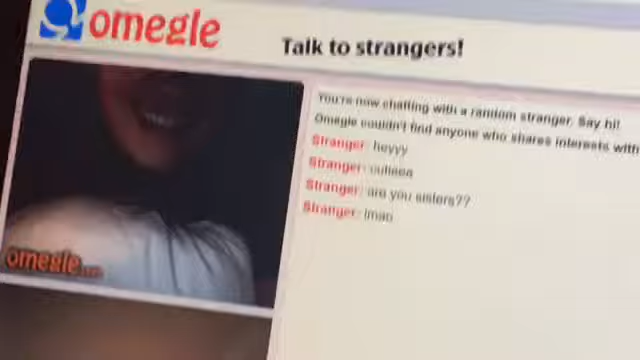 omegle
Talk to strangers!
You're now chatting with a random stranger. Say hi!
Omegle couldn't find anyone who shares interests with
Stranger: heyyy
Stranger: cutieea
Stranger: are you sisters??
Stranger: lmao
omegle